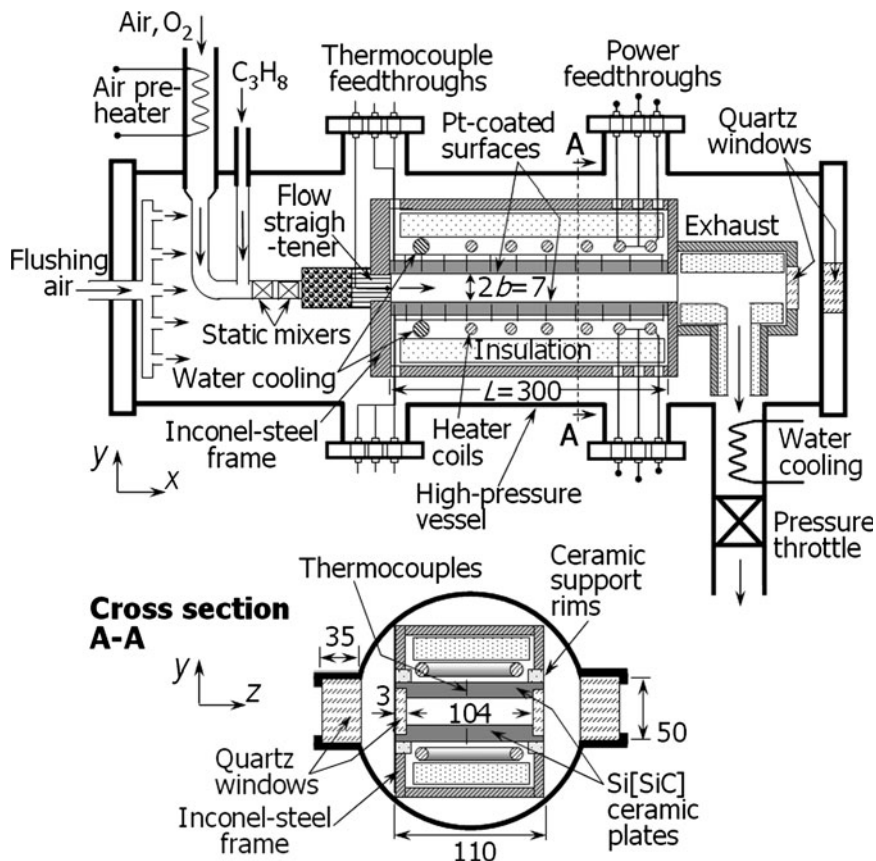 Air, O2
Air pre-
heater
C3H8
Thermocouple
feedthroughs
Power
feedthroughs
Quartz
windows
Pt-coated
surfaces
A
Flow
straigh
-tener
Exhaust
Flushing
air
2b=7
Static mixers
Water cooling
Insulation
L=300
A
Inconel-steel
frame
Heater
coils
High-pressure
vessel
Water
cooling
Pressure
throttle
y
x
Cross section
A-A
Thermocouples
Ceramic
support
rims
35
y
z
3
104
50
Quartz
windows
Inconel-steel
frame
Si[SiC]
ceramic
plates
110